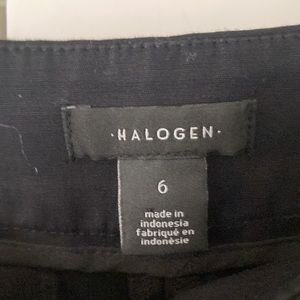 ·HALOGEN·
6
made in
indonesia
fabriqué en
indonésie